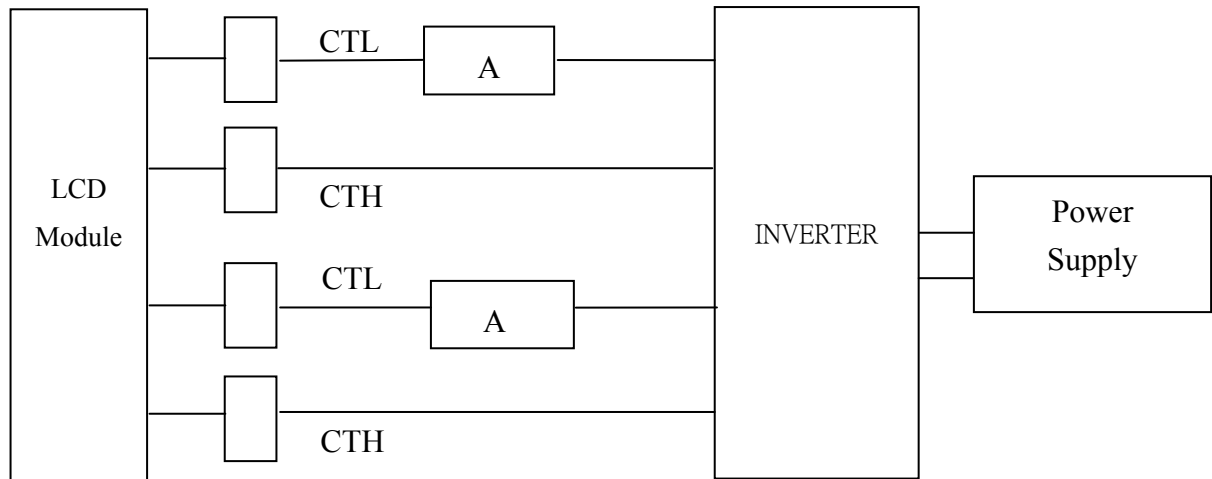 CTL
A
CTH
LCD
Module
INVERTER
Power
Supply
CTL
A
CTH